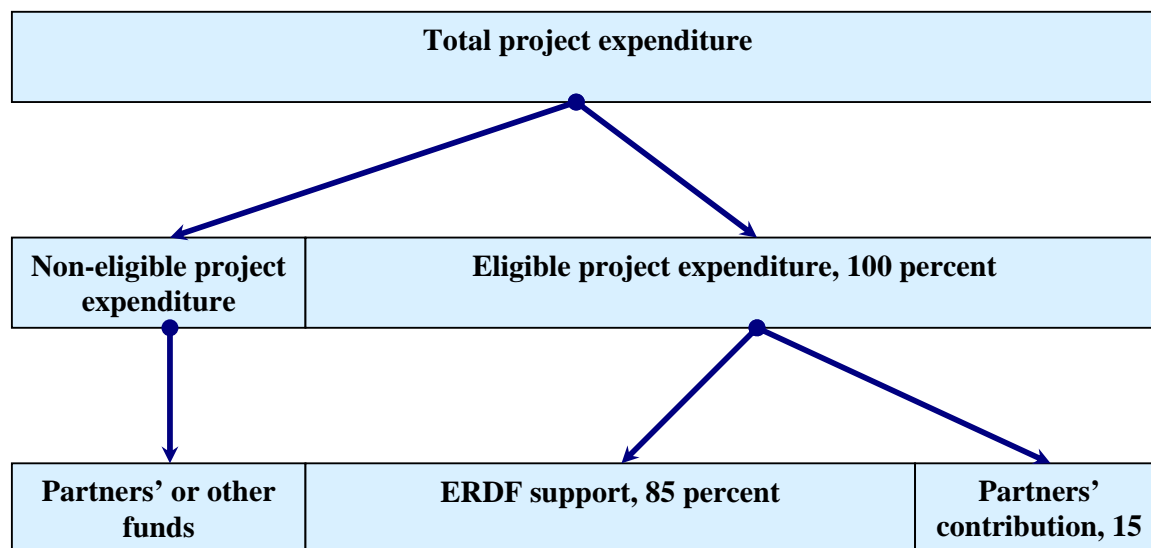 Total project expenditure
Non-eligible project
expenditure
Eligible project expenditure, 100 percent
Partners’ or other
funds
ERDF support, 85 percent
Partners’
contribution, 15